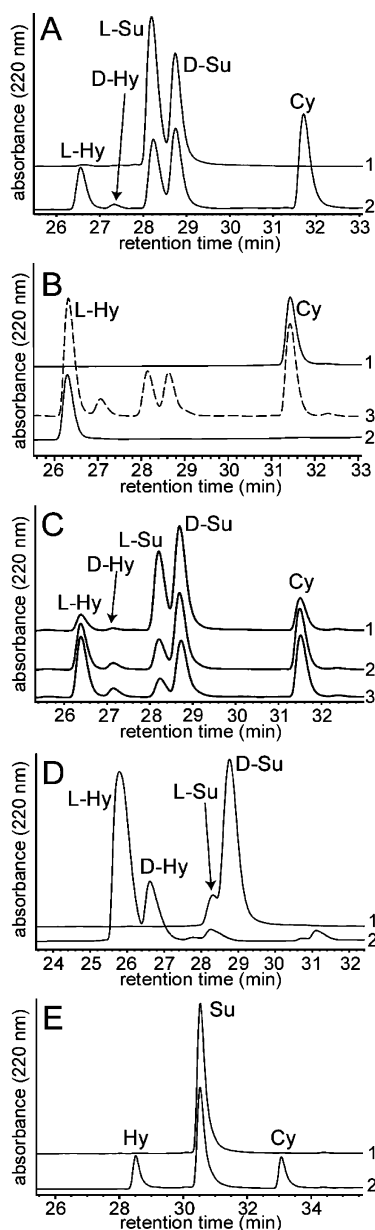 A
absorbance (220 nm)
L-Su
D-Su
D-Hy
L-Hy
Cy
1
2
26 27 28 29 30 31 32 33
retention time (min)
B
absorbance (220 nm)
L-Hy
Cy
1
3
2
26 27 28 29 30 31 32 33
retention time (min)
C
absorbance (220 nm)
D-Su
L-Su
D-Hy
L-Hy
Cy
1
2
3
26 27 28 29 30 31 32
retention time (min)
D
absorbance (220 nm)
D-Su
L-Hy
L-Su
D-Hy
1
2
24 25 26 27 28 29 30 31 32
retention time (min)
E
absorbance (220 nm)
Su
Hy
Cy
1
2
26 28 30 32 34
retention time (min)